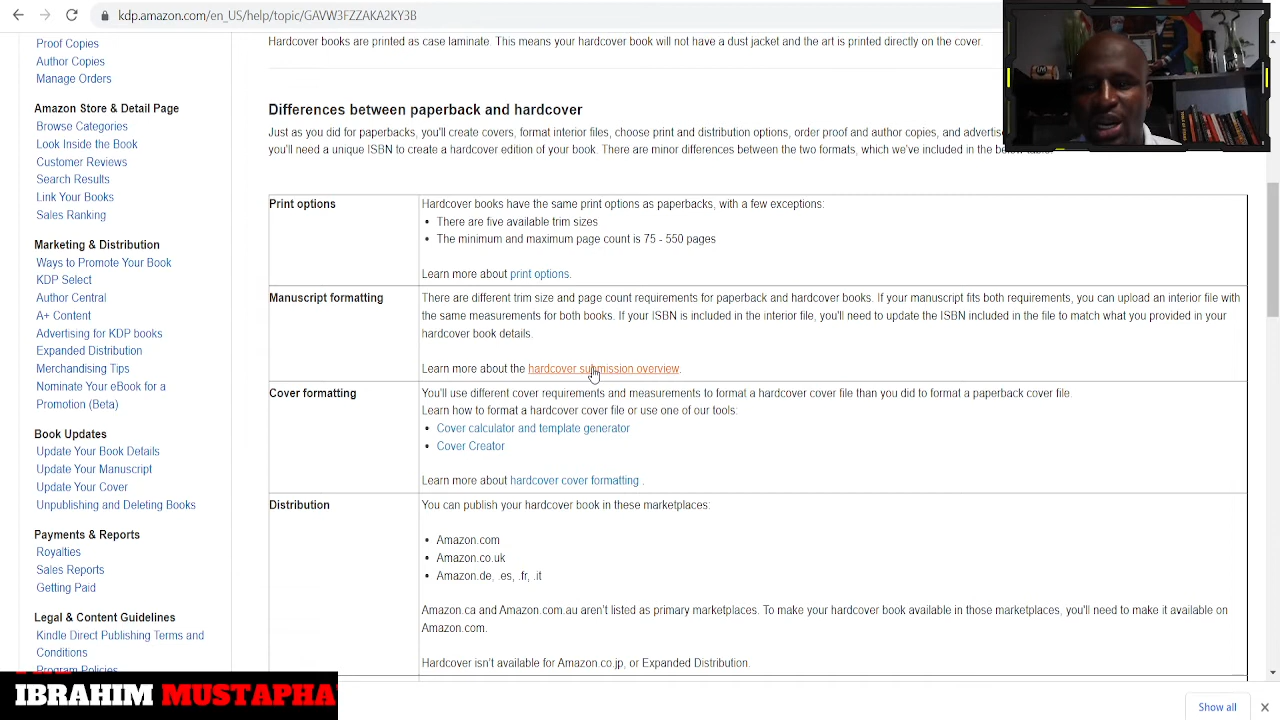 kdp.amazon.com/en_US/help/topic/GAVW3FZZAKA2KY3B
Proof Copies
Author Copies
Manage Orders
Amazon Store & Detail Page
Browse Categories
Look Inside the Book
Customer Reviews
Search Results
Link Your Books
Sales Ranking
Marketing & Distribution
Ways to Promote Your Book
KDP Select
Author Central
A+ Content
Advertising for KDP books
Expanded Distribution
Merchandising Tips
Nominate Your eBook for a
Promotion (Beta)
Book Updates
Update Your Book Details
Update Your Manuscript
Update Your Cover
Unpublishing and Deleting Books
Payments & Reports
Royalties
Sales Reports
Getting Paid
Legal & Content Guidelines
Kindle Direct Publishing Terms and
Conditions
Program Policies
Hardcover books are printed as case laminate. This means your hardcover book will not have a dust jacket and the art is printed directly on the cover.
Differences between paperback and hardcover
Just as you did for paperbacks, you'll create covers, format interior files, choose print and distribution options, order proof and author copies, and advertise
you'll need a unique ISBN to create a hardcover edition of your book. There are minor differences between the two formats, which we've included in the below
Print options
Hardcover books have the same print options as paperbacks, with a few exceptions:
• There are five available trim sizes
• The minimum and maximum page count is 75 - 550 pages
Learn more about print options.
Manuscript formatting
There are different trim size and page count requirements for paperback and hardcover books. If your manuscript fits both requirements, you can upload an interior file with
the same measurements for both books. If your ISBN is included in the interior file, you'll need to update the ISBN included in the file to match what you provided in your
hardcover book details.
Learn more about the hardcover submission overview.
Cover formatting
You'll use different cover requirements and measurements to format a hardcover cover file than you did to format a paperback cover file.
Learn how to format a hardcover cover file or use one of our tools:
• Cover calculator and template generator
• Cover Creator
Learn more about hardcover cover formatting .
Distribution
You can publish your hardcover book in these marketplaces:
• Amazon.com
• Amazon.co.uk
• Amazon.de, .es, .fr, .it
Amazon.ca and Amazon.com.au aren't listed as primary marketplaces. To make your hardcover book available in those marketplaces, you'll need to make it available on
Amazon.com.
Hardcover isn't available for Amazon.co.jp, or Expanded Distribution.
IBRAHIM MUSTAPHA
Show all